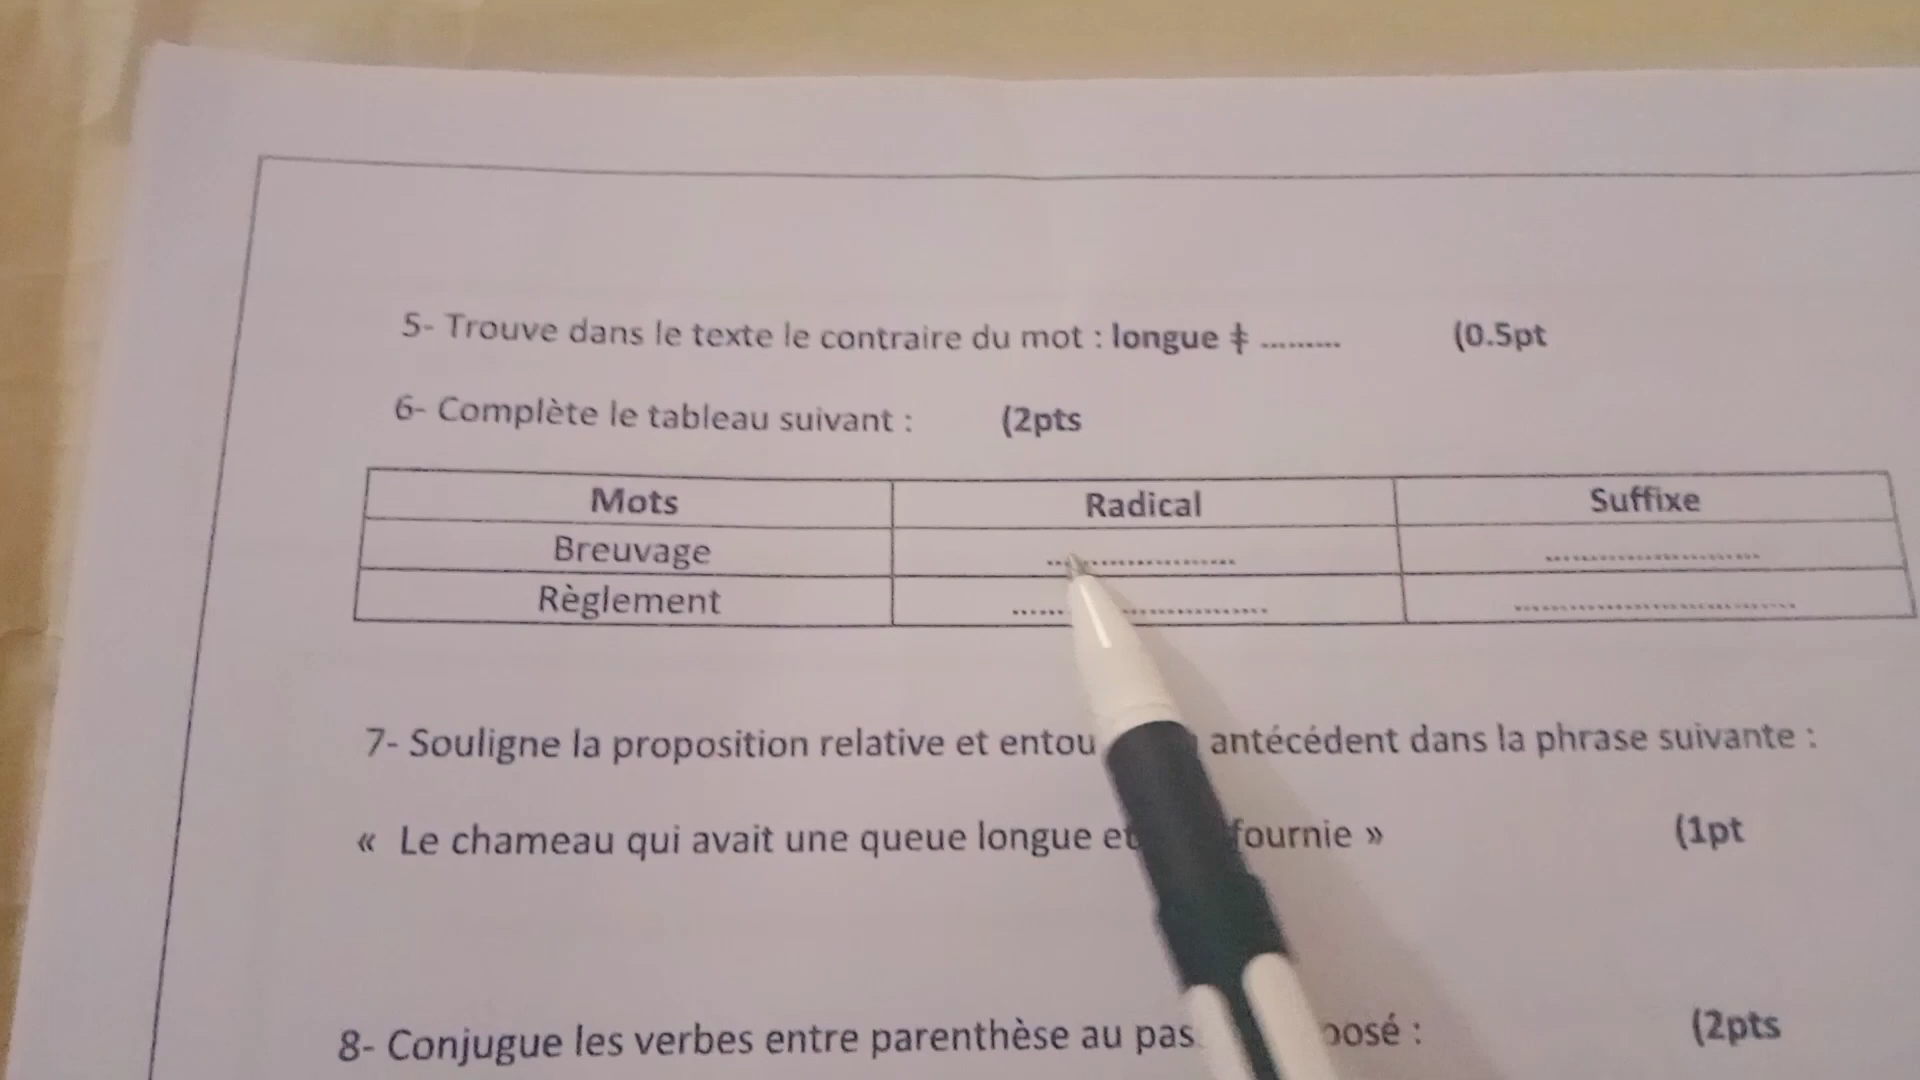 5- Trouve dans le texte le contraire du mot : longue ǂ ......... (0.5pt
6- Complète le tableau suivant : (2pts
Mots Radical Suffixe
Breuvage ........................ ........................
Règlement ............................ ............................
7- Souligne la proposition relative et entou antécédent dans la phrase suivante :
« Le chameau qui avait une queue longue et fournie » (1pt
8- Conjugue les verbes entre parenthèse au pas posé : (2pts